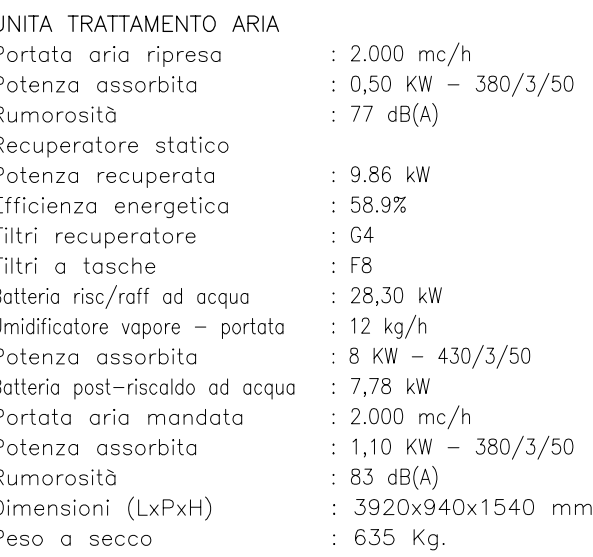 UNITA TRATTAMENTO ARIA
Portata aria ripresa : 2.000 mc/h
Potenza assorbita : 0,50 KW – 380/3/50
Rumorosità : 77 dB(A)
Recuperatore statico
Potenza recuperata : 9.86 kW
Efficienza energetica : 58.9%
Filtri recuperatore : G4
Filtri a tasche : F8
Batteria risc/raff ad acqua : 28,30 kW
Umidificatore vapore – portata : 12 kg/h
Potenza assorbita : 8 KW – 430/3/50
Batteria post–riscaldo ad acqua : 7,78 kW
Portata aria mandata : 2.000 mc/h
Potenza assorbita : 1,10 KW – 380/3/50
Rumorosità : 83 dB(A)
Dimensioni (LxPxH) : 3920x940x1540 mm
Peso a secco : 635 Kg.